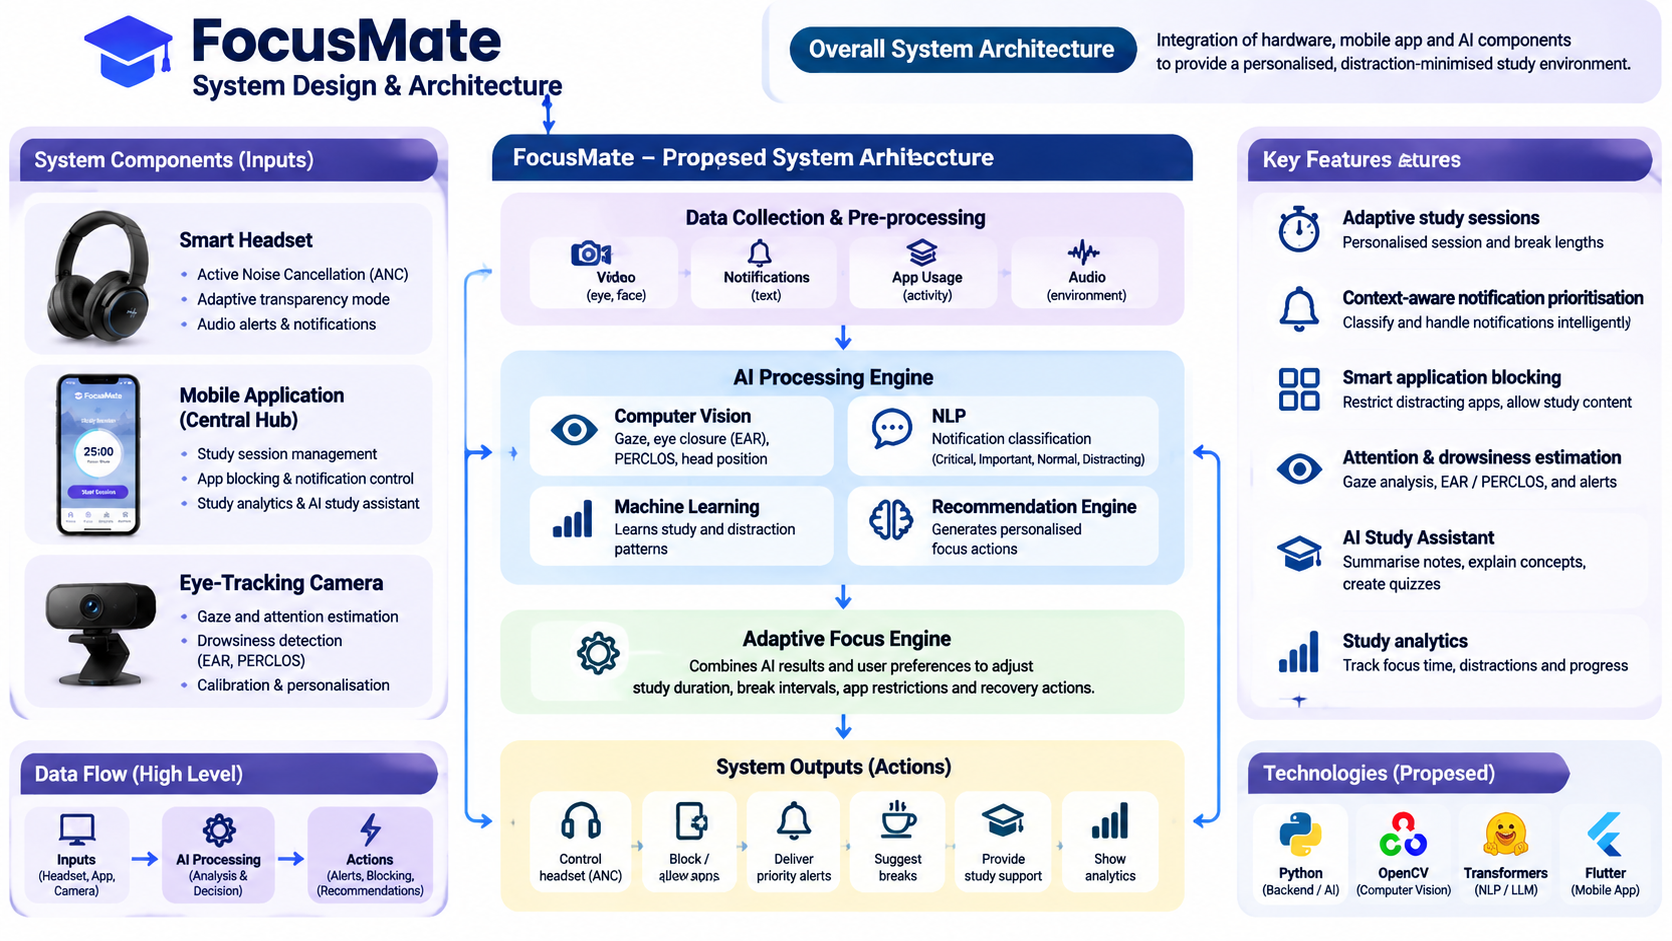 FocusMate
System Design & Architecture
Overall System Architecture
Integration of hardware, mobile app and AI components
to provide a personalised, distraction-minimised study environment.
System Components (Inputs)
Smart Headset
Active Noise Cancellation (ANC)
Adaptive transparency mode
Audio alerts & notifications
FocusMate
25:00
Start Session
Mobile Application
(Central Hub)
Study session management
App blocking & notification control
Study analytics & AI study assistant
Eye-Tracking Camera
Gaze and attention estimation
Drowsiness detection
(EAR, PERCLOS)
Calibration & personalisation
Data Flow (High Level)
Inputs
(Headset, App,
Camera)
AI Processing
(Analysis &
Decision)
Actions
(Alerts, Blocking,
(Recommendations)
FocusMate – Proposed System Arhiteccture
Data Collection & Pre-processing
Video
(eye, face)
Notifications
(text)
App Usage
(activity)
Audio
(environment)
AI Processing Engine
Computer Vision
Gaze, eye closure (EAR),
PERCLOS, head position
NLP
Notification classification
(Critical, Important, Normal, Distracting)
Machine Learning
Learns study and distraction
patterns
Recommendation Engine
Generates personalised
focus actions
Adaptive Focus Engine
Combines AI results and user preferences to adjust
study duration, break intervals, app restrictions and recovery actions.
System Outputs (Actions)
Control
headset (ANC)
Block /
allow apps
Deliver
priority alerts
Suggest
breaks
Provide
study support
Show
analytics
Key Features
Adaptive study sessions
Personalised session and break lengths
Context-aware notification prioritisation
Classify and handle notifications intelligently
Smart application blocking
Restrict distracting apps, allow study content
Attention & drowsiness estimation
Gaze analysis, EAR / PERCLOS, and alerts
AI Study Assistant
Summarise notes, explain concepts,
create quizzes
Study analytics
Track focus time, distractions and progress
Technologies (Proposed)
Python
(Backend / AI)
OpenCV
(Computer Vision)
Transformers
(NLP / LLM)
Flutter
(Mobile App)